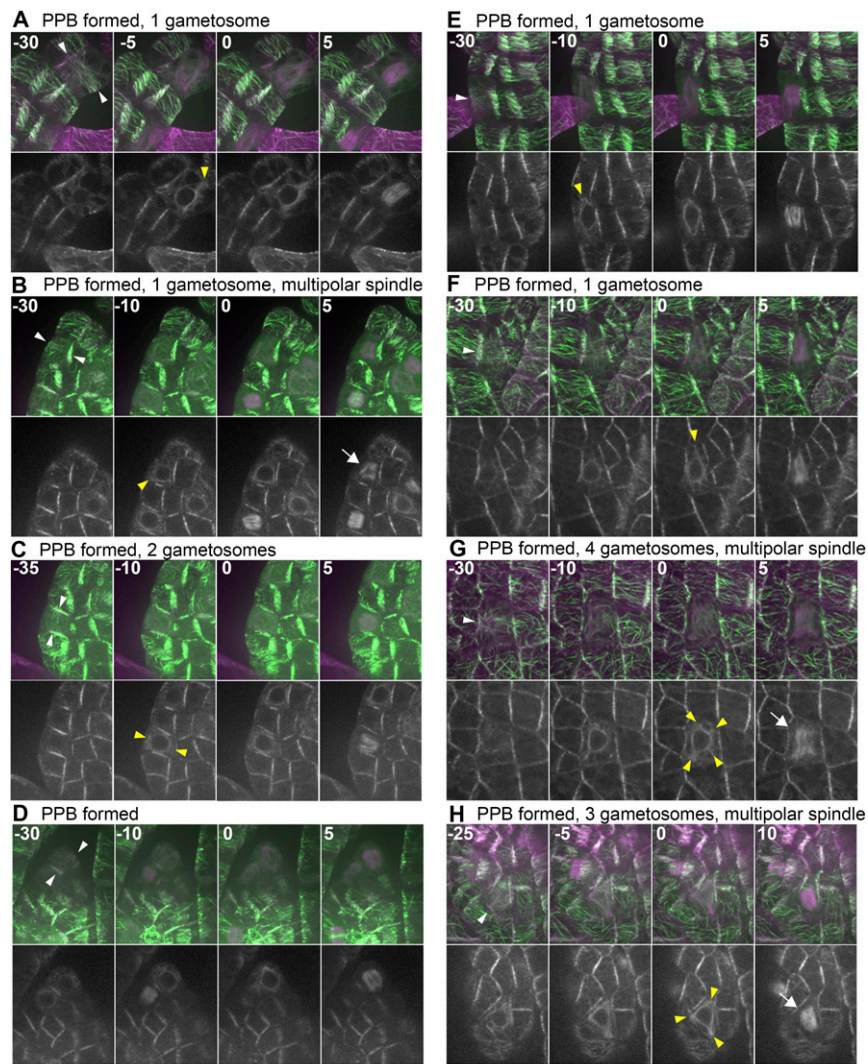 A PPB formed, 1 gametosome
-30 -5 0 5
B PPB formed, 1 gametosome, multipolar spindle
-30 -10 0 5
C PPB formed, 2 gametosomes
-35 -10 0 5
D PPB formed
-30 -10 0 5
E PPB formed, 1 gametosome
-30 -10 0 5
F PPB formed, 1 gametosome
-30 -10 0 5
G PPB formed, 4 gametosomes, multipolar spindle
-30 -10 0 5
H PPB formed, 3 gametosomes, multipolar spindle
-25 -5 0 10